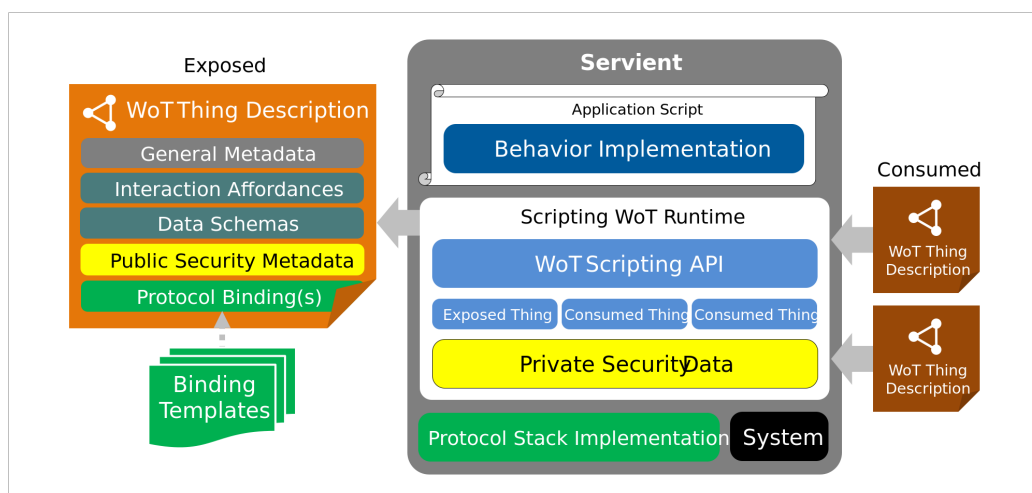 Exposed
WoT Thing Description
General Metadata
Interaction Affordances
Data Schemas
Public Security Metadata
Protocol Binding(s)
Binding
Templates
Servient
Application Script
Behavior Implementation
Scripting WoT Runtime
WoT Scripting API
Exposed Thing
Consumed Thing
Consumed Thing
Private Security Data
Protocol Stack Implementation
System
Consumed
WoT Thing
Description
WoT Thing
Description